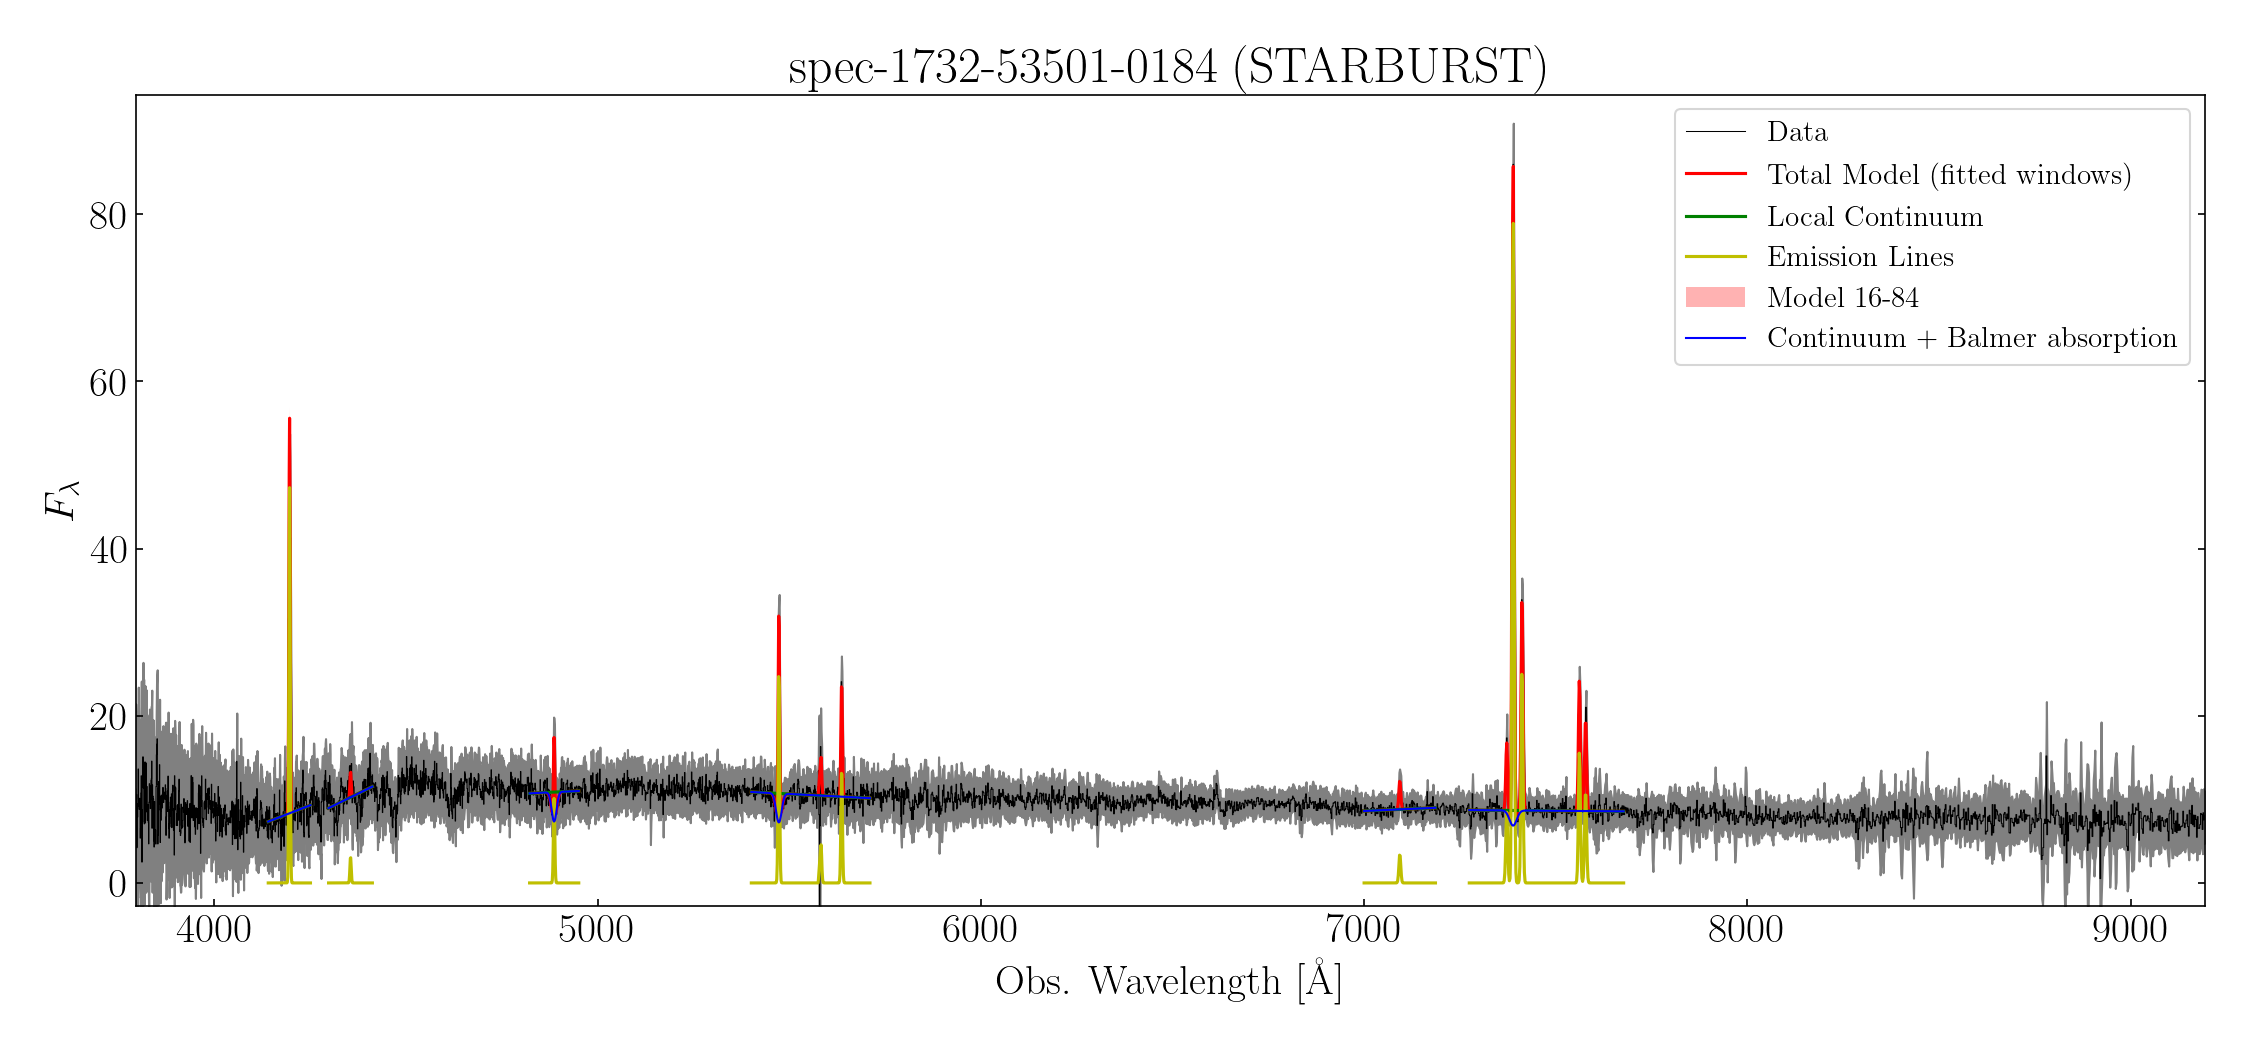 spec-1732-53501-0184 (STARBURST)
Data
Total Model (fitted windows)
Local Continuum
Emission Lines
Model 16-84
Continuum + Balmer absorption
80
60
40
20
0
Fλ
4000 5000 6000 7000 8000 9000
Obs. Wavelength [Å]